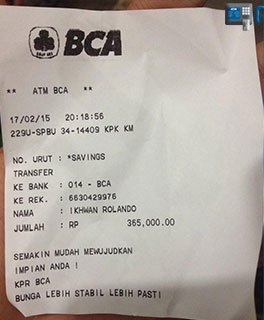 BCA
** ATM BCA **
17/02/15 20:18:56
229U-SPBU 34-14409 KPK KM
NO. URUT : *SAVINGS
TRANSFER
KE BANK : 014 - BCA
KE REK. : 6630429976
NAMA : IKHWAN ROLANDO
JUMLAH : RP 365,000.00
SEMAKIN MUDAH MEWUJUDKAN
IMPIAN ANDA !
KPR BCA
BUNGA LEBIH STABIL LEBIH PASTI